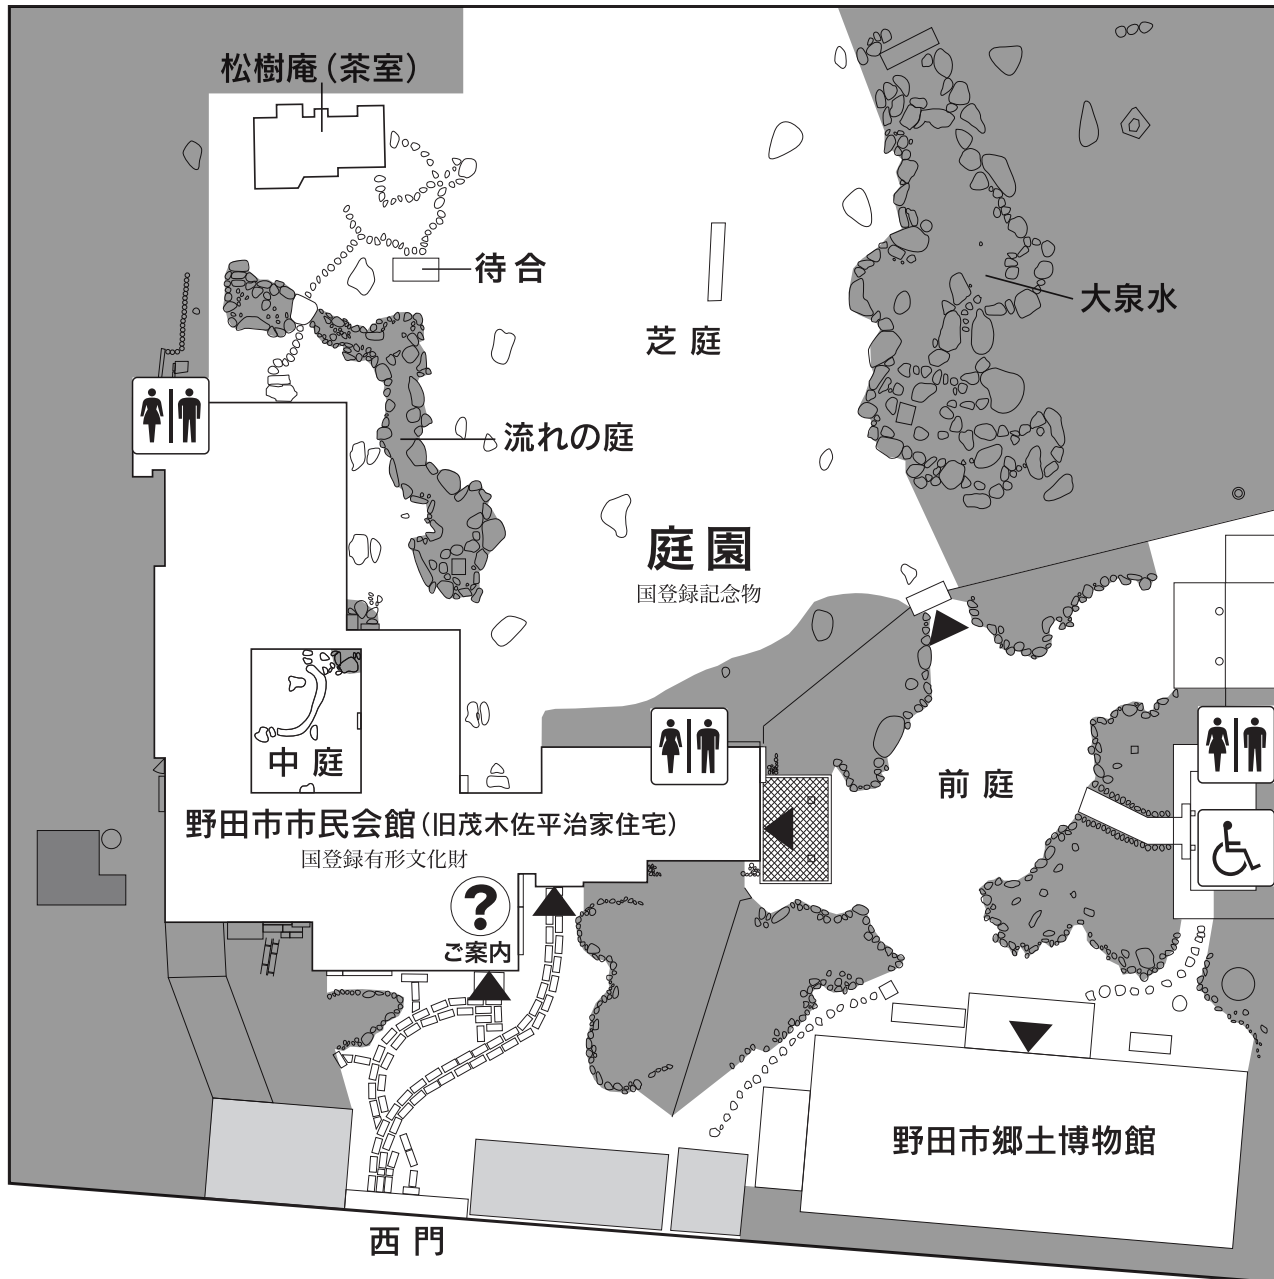 松樹庵(茶室)
待合
大泉水
芝庭
流れの庭
庭園
国登録記念物
中庭
前庭
野田市市民会館(旧茂木佐平治家住宅)
国登録有形文化財
?
ご案内
野田市郷土博物館
西門